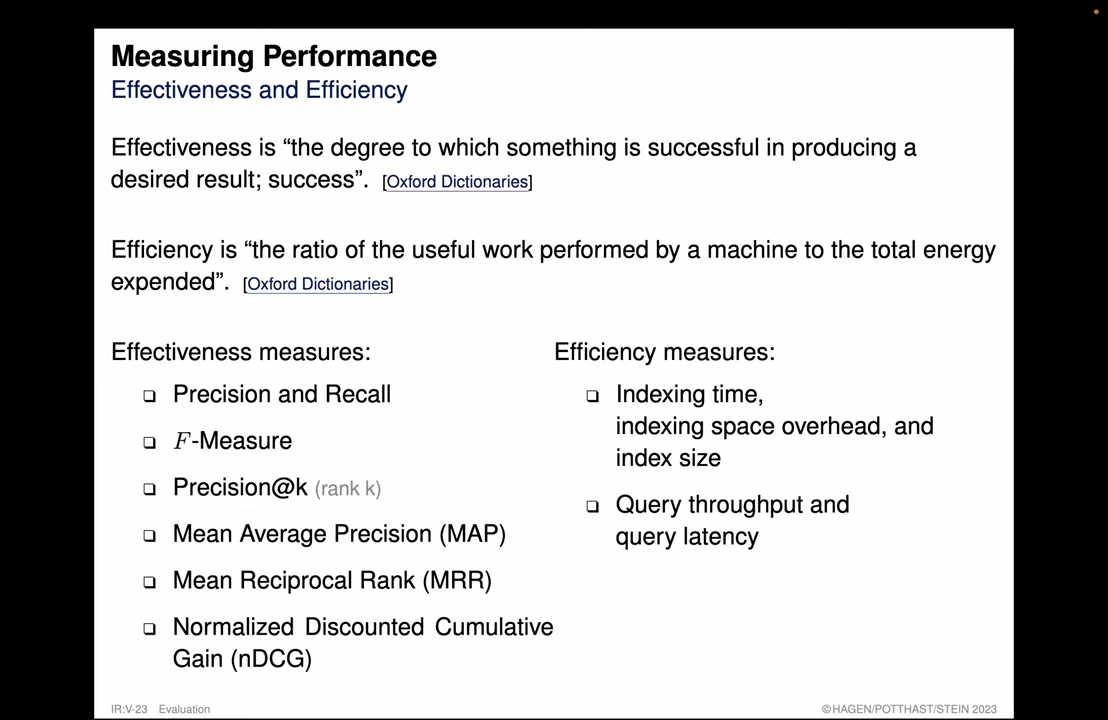 Measuring Performance
Effectiveness and Efficiency
Effectiveness is “the degree to which something is successful in producing a
desired result; success”. [Oxford Dictionaries]
Efficiency is “the ratio of the useful work performed by a machine to the total energy
expended”. [Oxford Dictionaries]
Effectiveness measures:
❑ Precision and Recall
❑ F-Measure
❑ Precision@k (rank k)
❑ Mean Average Precision (MAP)
❑ Mean Reciprocal Rank (MRR)
❑ Normalized Discounted Cumulative
Gain (nDCG)
Efficiency measures:
❑ Indexing time,
indexing space overhead, and
index size
❑ Query throughput and
query latency
IR:V-23 Evaluation
©HAGEN/POTTHAST/STEIN 2023